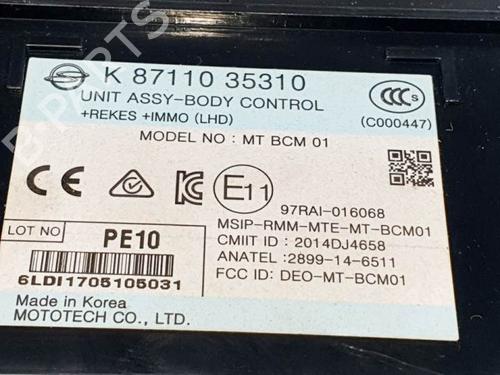 K 87110 35310
UNIT ASSY-BODY CONTROL
+REKES +IMMO (LHD)
CCC S
(C000447)
MODEL NO : MT BCM 01
CE
E11
97RAI-016068
MSIP-RMM-MTE-MT-BCM01
CMIIT ID : 2014DJ4658
ANATEL : 2899-14-6511
FCC ID: DEO-MT-BCM01
LOT NO
PE10
6LDI1705105031
Made in Korea
MOTOTECH CO., LTD.
B-PARTS